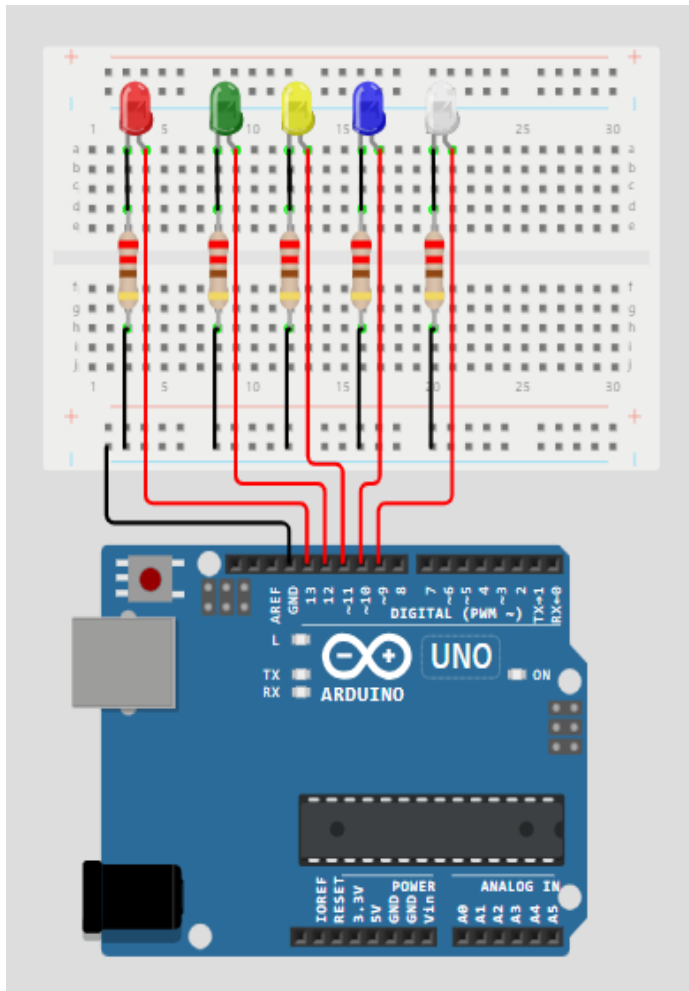 + +
1 5 10 15 25 30
a a
b b
c c
d d
e e
f f
g g
h h
i i
j j
1 5 10 15 20 25 30
+ +
AREF
GND
13
12
~11
~10
~9
8
7
~6
~5
4
~3
2
TX→1
RX←0
DIGITAL (PWM ~)
L
TX
RX
UNO
ON
ARDUINO
IOREF
RESET
3.3V
5V
GND
GND
Vin
POWER
ANALOG IN
A0
A1
A2
A3
A4
A5